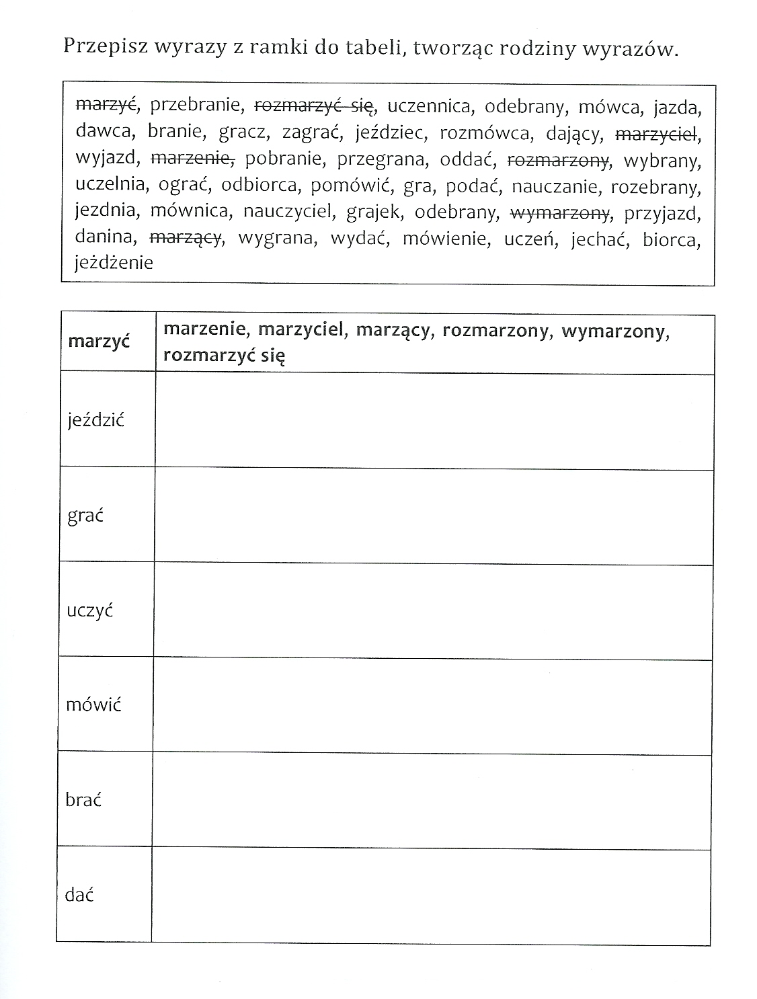 Przepisz wyrazy z ramki do tabeli, tworząc rodziny wyrazów.
marzyć, przebranie, rozmarzyć się, uczennica, odebrany, mówca, jazda,
dawca, branie, gracz, zagrać, jeździec, rozmówca, dający, marzyciel,
wyjazd, marzenie, pobranie, przegrana, oddać, rozmarzony, wybrany,
uczelnia, ograć, odbiorca, pomówić, gra, podać, nauczanie, rozebrany,
jezdnia, mównica, nauczyciel, grajek, odebrany, wymarzony, przyjazd,
danina, marzący, wygrana, wydać, mówienie, uczeń, jechać, biorca,
jeżdżenie
marzyć
marzenie, marzyciel, marzący, rozmarzony, wymarzony,
rozmarzyć się
jeździć
grać
uczyć
mówić
brać
dać